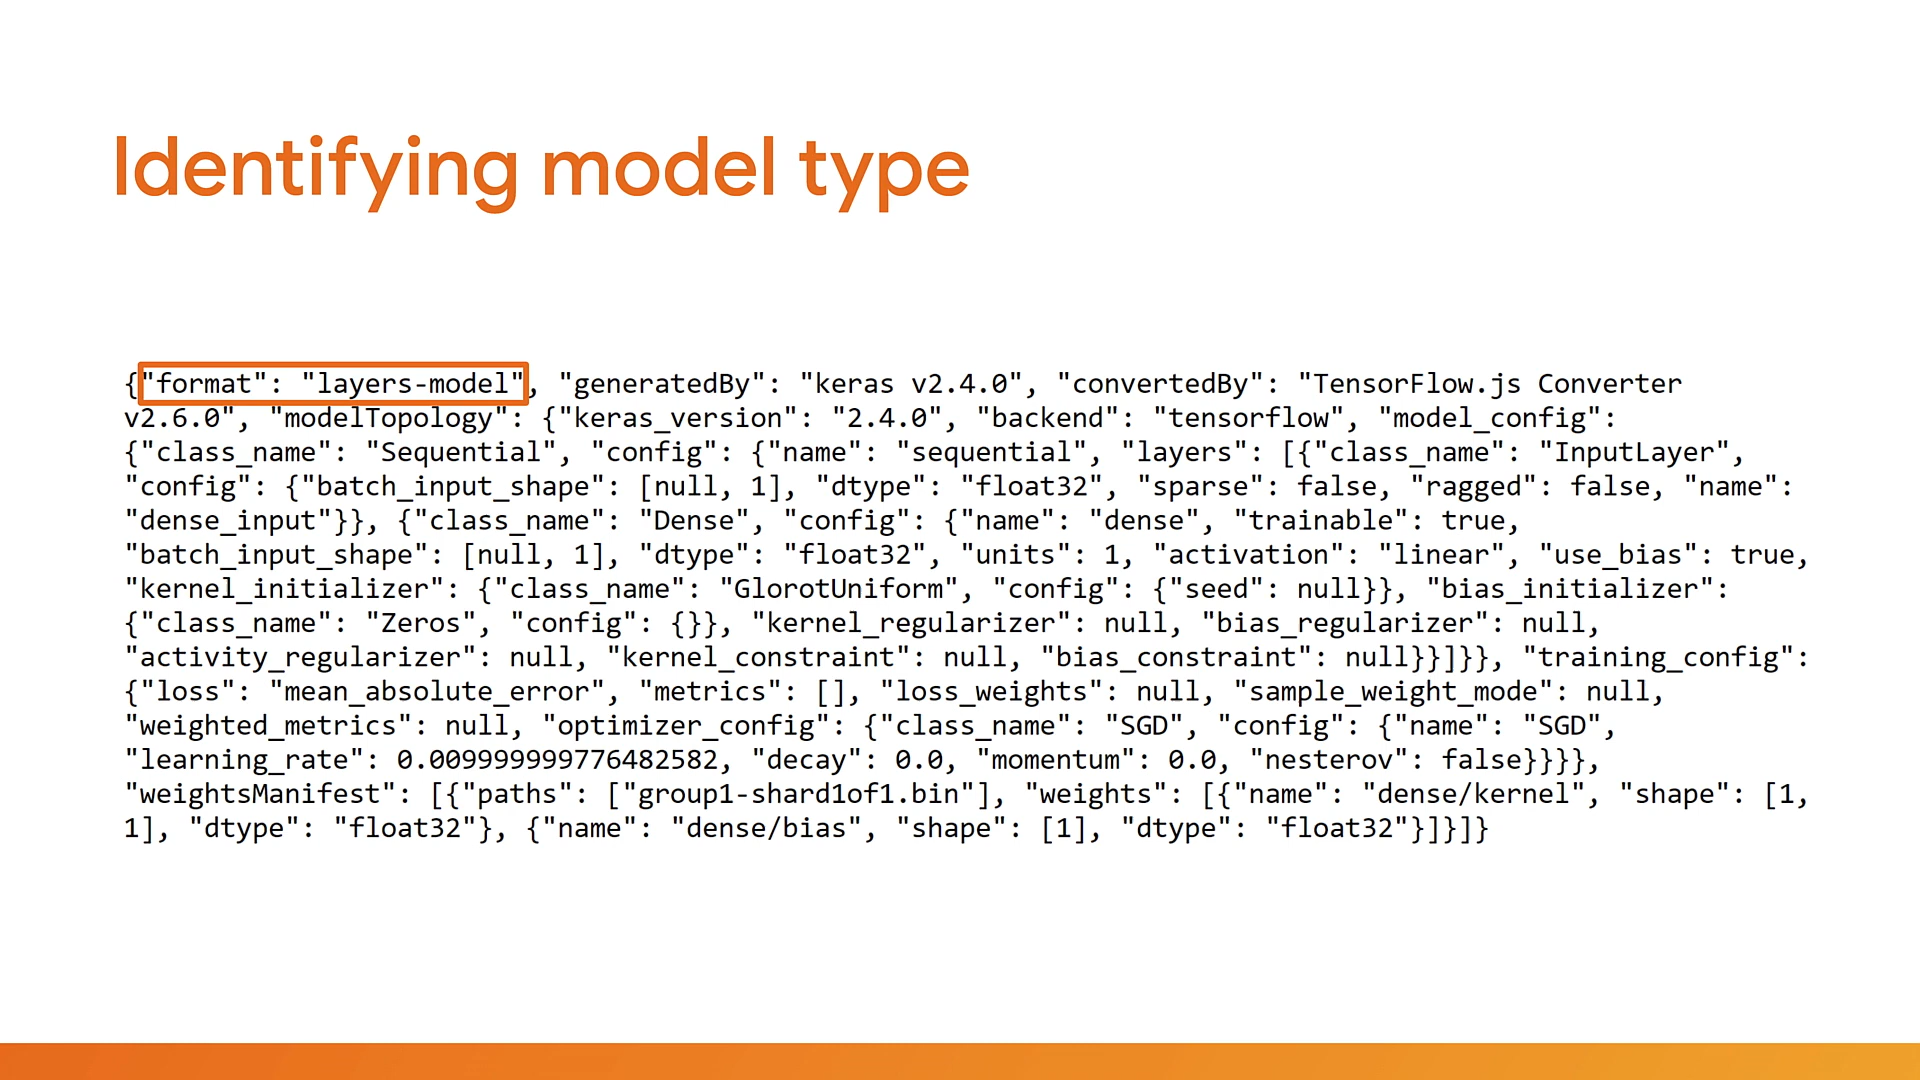 Identifying model type
{"format": "layers-model", "generatedBy": "keras v2.4.0", "convertedBy": "TensorFlow.js Converter
v2.6.0", "modelTopology": {"keras_version": "2.4.0", "backend": "tensorflow", "model_config":
{"class_name": "Sequential", "config": {"name": "sequential", "layers": [{"class_name": "InputLayer",
"config": {"batch_input_shape": [null, 1], "dtype": "float32", "sparse": false, "ragged": false, "name":
"dense_input"}}, {"class_name": "Dense", "config": {"name": "dense", "trainable": true,
"batch_input_shape": [null, 1], "dtype": "float32", "units": 1, "activation": "linear", "use_bias": true,
"kernel_initializer": {"class_name": "GlorotUniform", "config": {"seed": null}}, "bias_initializer":
{"class_name": "Zeros", "config": {}}, "kernel_regularizer": null, "bias_regularizer": null,
"activity_regularizer": null, "kernel_constraint": null, "bias_constraint": null}}]}}, "training_config":
{"loss": "mean_absolute_error", "metrics": [], "loss_weights": null, "sample_weight_mode": null,
"weighted_metrics": null, "optimizer_config": {"class_name": "SGD", "config": {"name": "SGD",
"learning_rate": 0.009999999776482582, "decay": 0.0, "momentum": 0.0, "nesterov": false}}}},
"weightsManifest": [{"paths": ["group1-shard1of1.bin"], "weights": [{"name": "dense/kernel", "shape": [1,
1], "dtype": "float32"}, {"name": "dense/bias", "shape": [1], "dtype": "float32"}]}]}